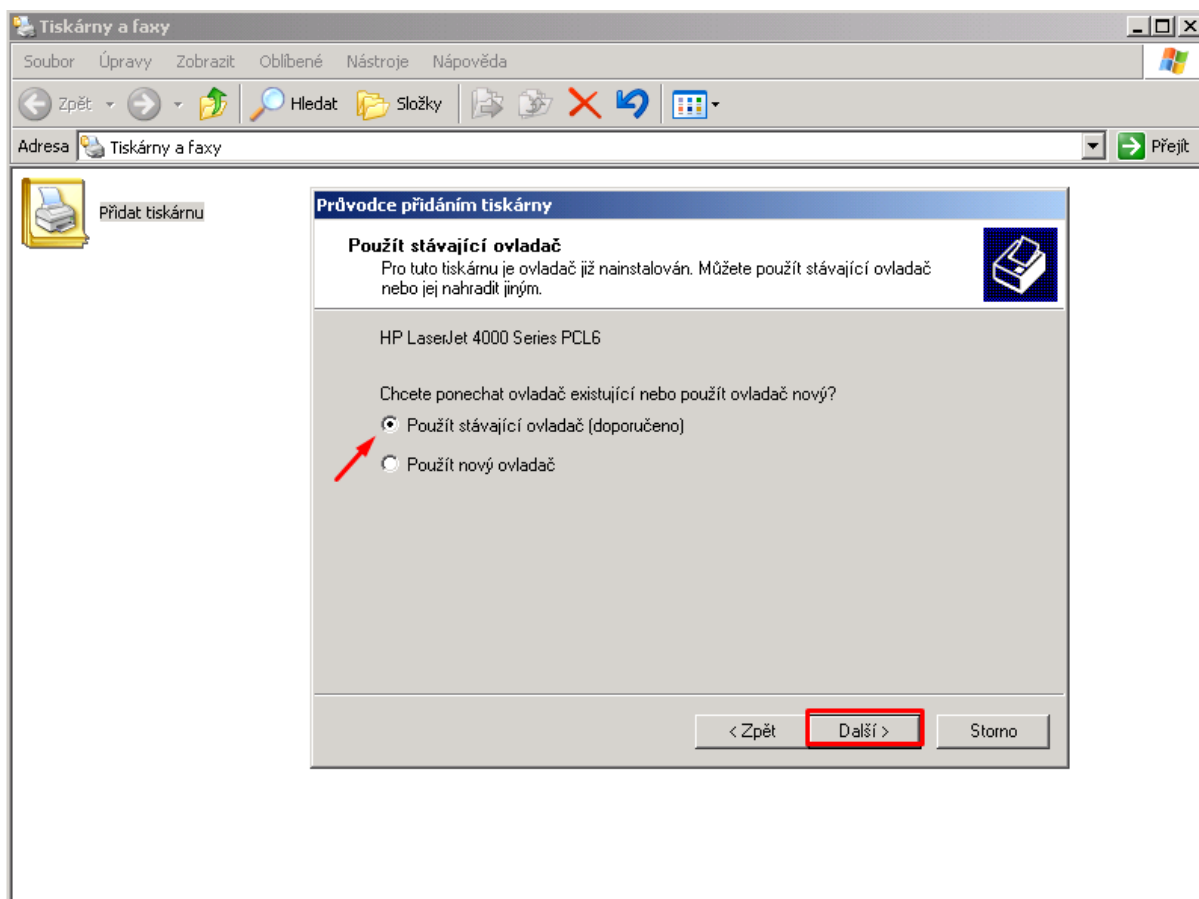 Tiskárny a faxy
Soubor Úpravy Zobrazit Oblíbené Nástroje Nápověda
Zpět Hledat Složky
Adresa Tiskárny a faxy Přejít
Přidat tiskárnu
Průvodce přidáním tiskárny
Použít stávající ovladač
Pro tuto tiskárnu je ovladač již nainstalován. Můžete použít stávající ovladač
nebo jej nahradit jiným.
HP LaserJet 4000 Series PCL6
Chcete ponechat ovladač existující nebo použít ovladač nový?
Použít stávající ovladač (doporučeno)
Použít nový ovladač
< Zpět Další > Storno